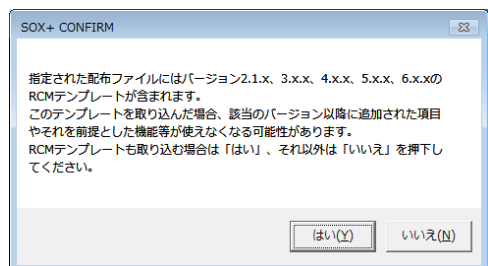 SOX+ CONFIRM
指定された配布ファイルにはバージョン2.1.x、3.x.x、4.x.x、5.x.x、6.x.xの
RCMテンプレートが含まれます。
このテンプレートを取り込んだ場合、該当のバージョン以降に追加された項目
やそれを前提とした機能等が使えなくなる可能性があります。
RCMテンプレートも取り込む場合は「はい」、それ以外は「いいえ」を押下し
てください。
はい(Y) いいえ(N)